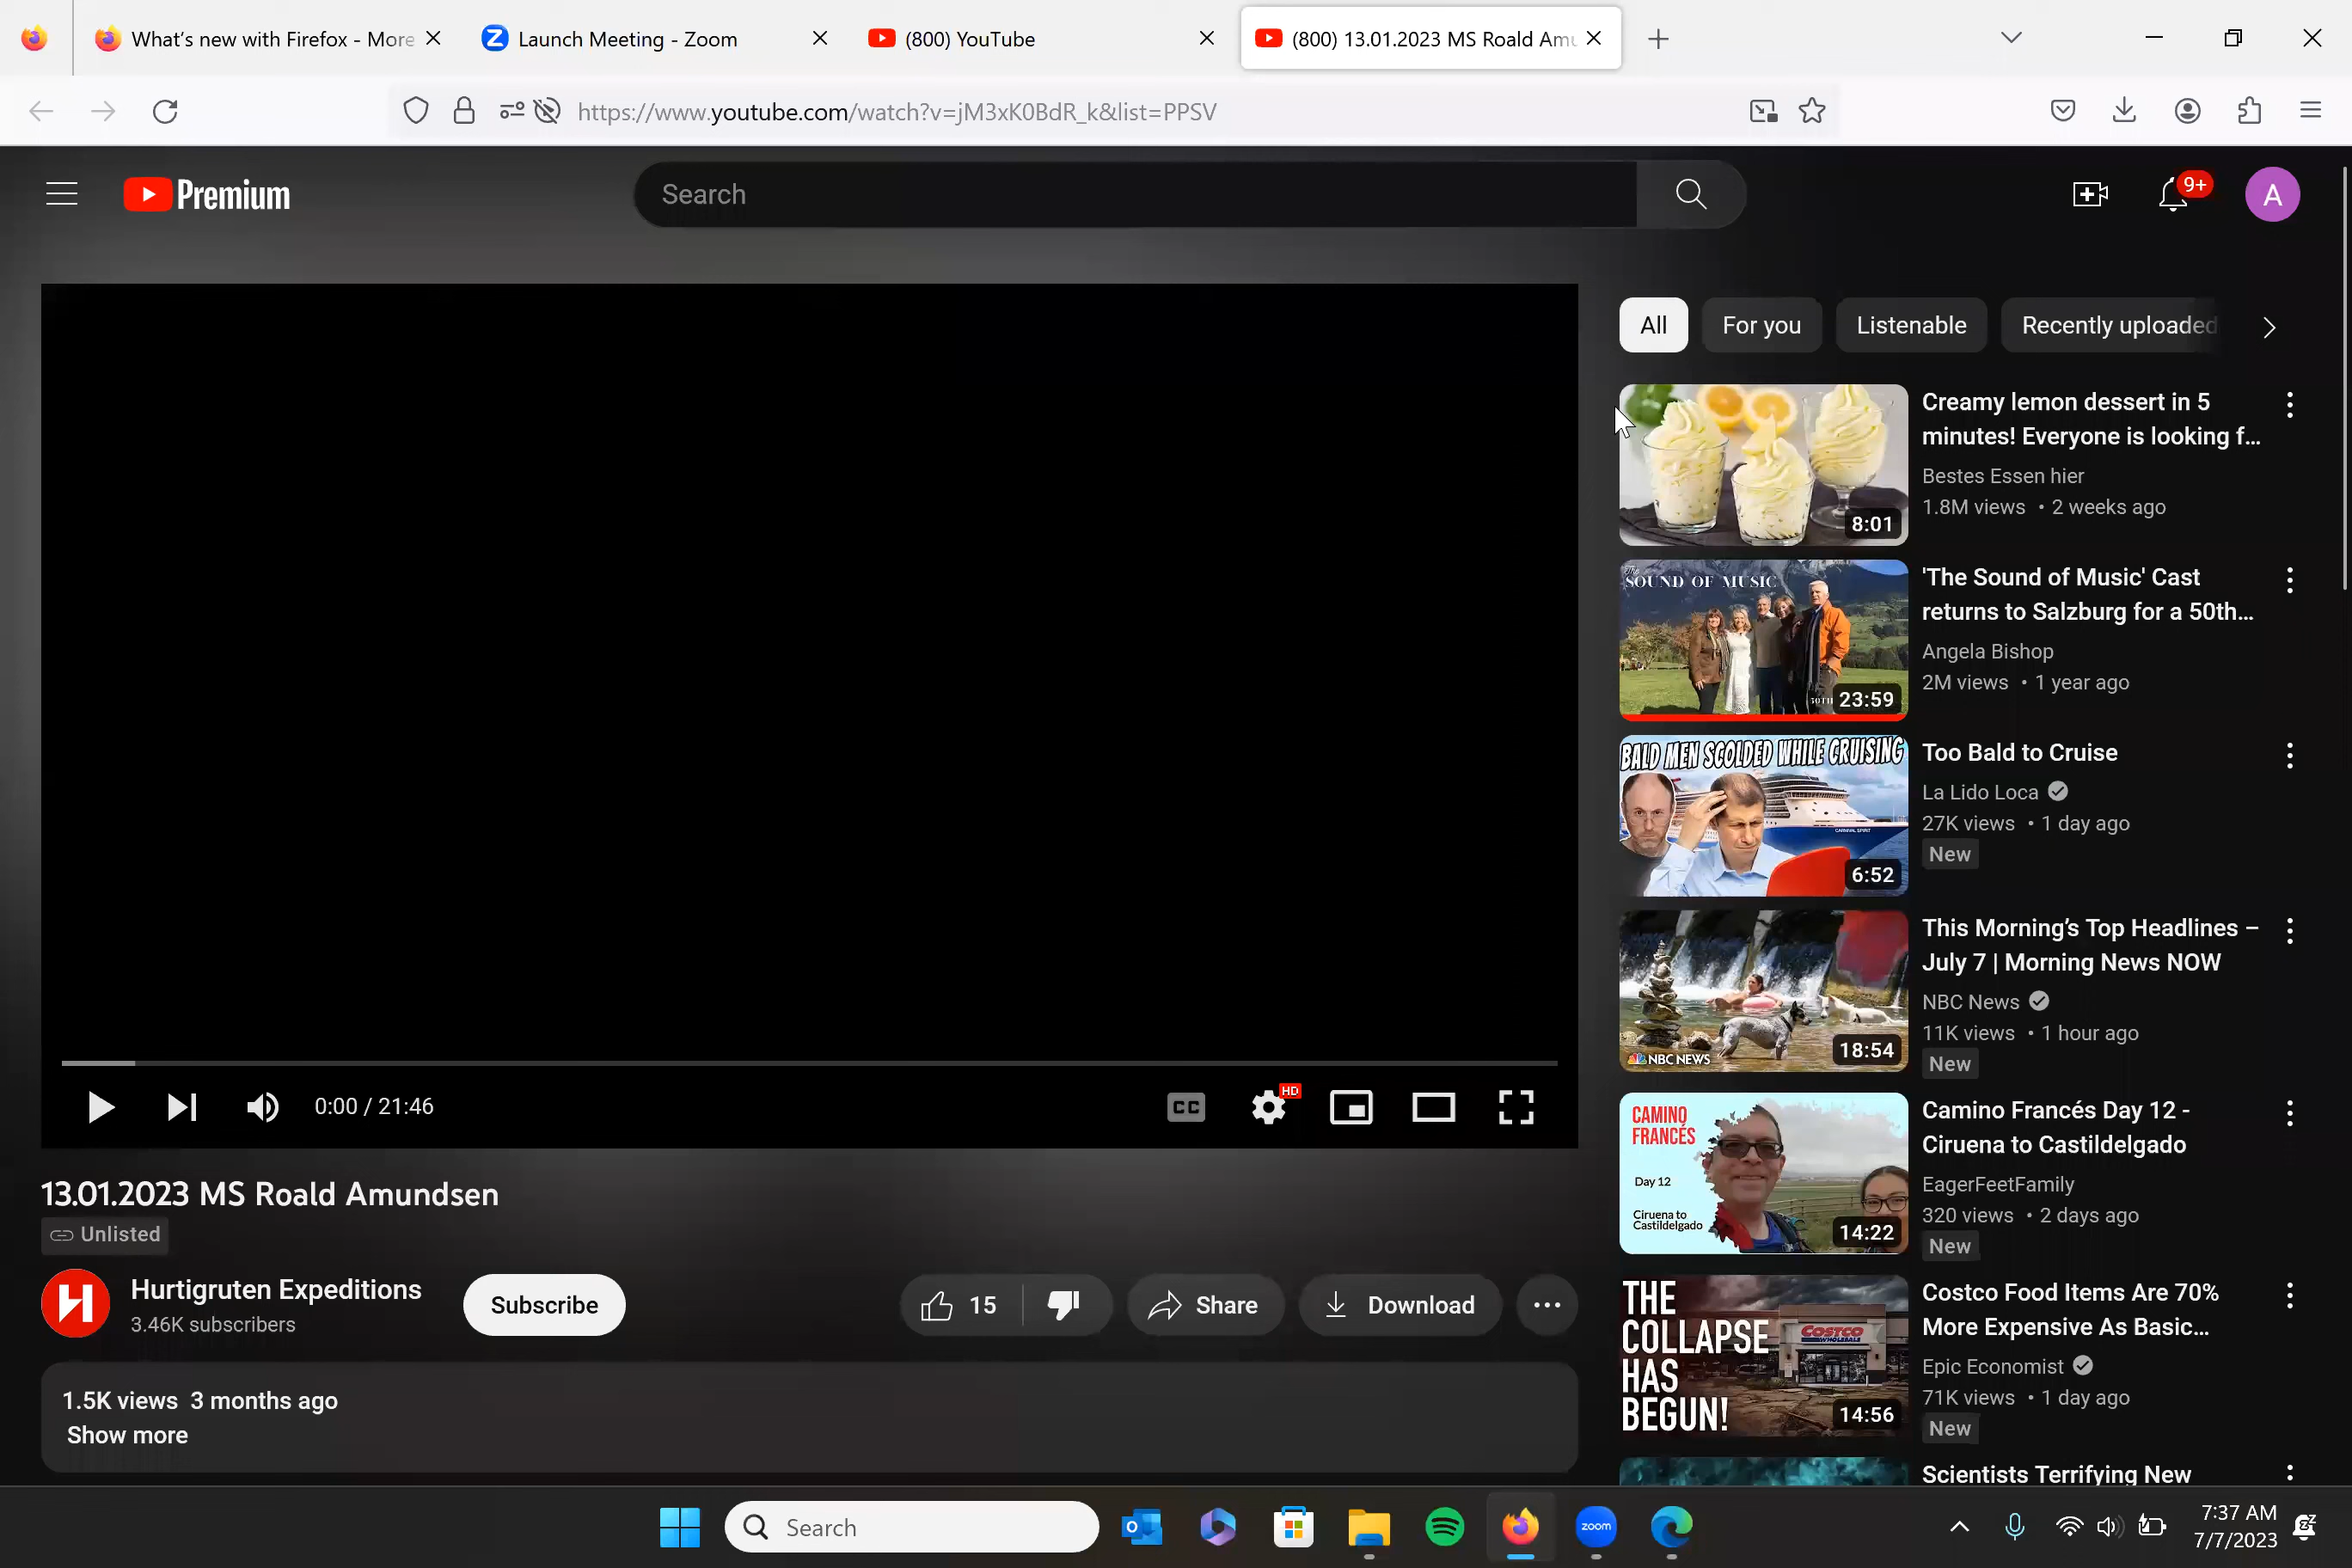 What's new with Firefox - More
Launch Meeting - Zoom
(800) YouTube
(800) 13.01.2023 MS Roald Amu
https://www.youtube.com/watch?v=jM3xK0BdR_k&list=PPSV
Premium
Search
9+
A
All
For you
Listenable
Recently uploaded
Creamy lemon dessert in 5
minutes! Everyone is looking f...
Bestes Essen hier
1.8M views • 2 weeks ago
8:01
The
SOUND OF MUSIC
50TH
23:59
'The Sound of Music' Cast
returns to Salzburg for a 50th...
Angela Bishop
2M views • 1 year ago
BALD MEN SCOLDED WHILE CRUISING
CARNIVAL SPIRIT
6:52
Too Bald to Cruise
La Lido Loca
27K views • 1 day ago
New
NBC NEWS
18:54
This Morning's Top Headlines –
July 7 | Morning News NOW
NBC News
11K views • 1 hour ago
New
CAMINO
FRANCÉS
Day 12
Ciruena to
Castildelgado
14:22
Camino Francés Day 12 -
Ciruena to Castildelgado
EagerFeetFamily
320 views • 2 days ago
New
THE
COLLAPSE
HAS
BEGUN!
COSTCO
WHOLESALE
14:56
Costco Food Items Are 70%
More Expensive As Basic...
Epic Economist
71K views • 1 day ago
New
Scientists Terrifying New
0:00 / 21:46
CC
HD
13.01.2023 MS Roald Amundsen
Unlisted
H
Hurtigruten Expeditions
3.46K subscribers
Subscribe
15
Share
Download
1.5K views 3 months ago
Show more
Search
zoom
7:37 AM
7/7/2023